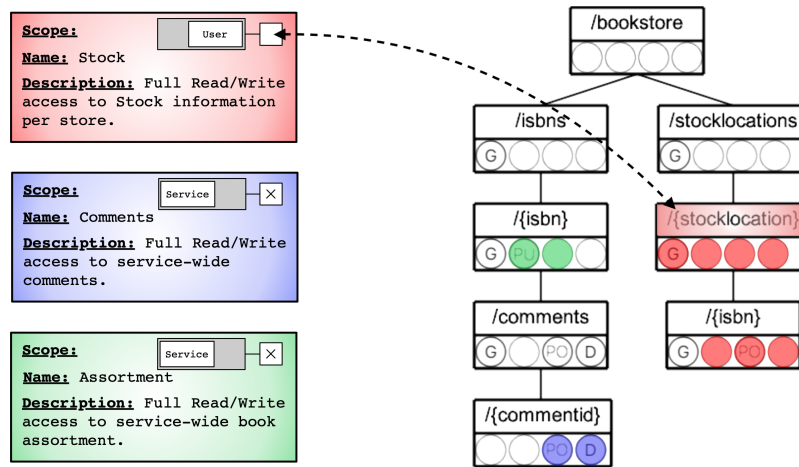 Scope:
User
Name: Stock
Description: Full Read/Write
access to Stock information
per store.
Scope:
Service
×
Name: Comments
Description: Full Read/Write
access to service-wide
comments.
Scope:
Service
×
Name: Assortment
Description: Full Read/Write
access to service-wide book
assortment.
/bookstore
/isbns
G
/stocklocations
G
/{isbn}
G PU
/{stocklocation}
G
/comments
G PO D
/{isbn}
G PO
/{commentid}
PO D